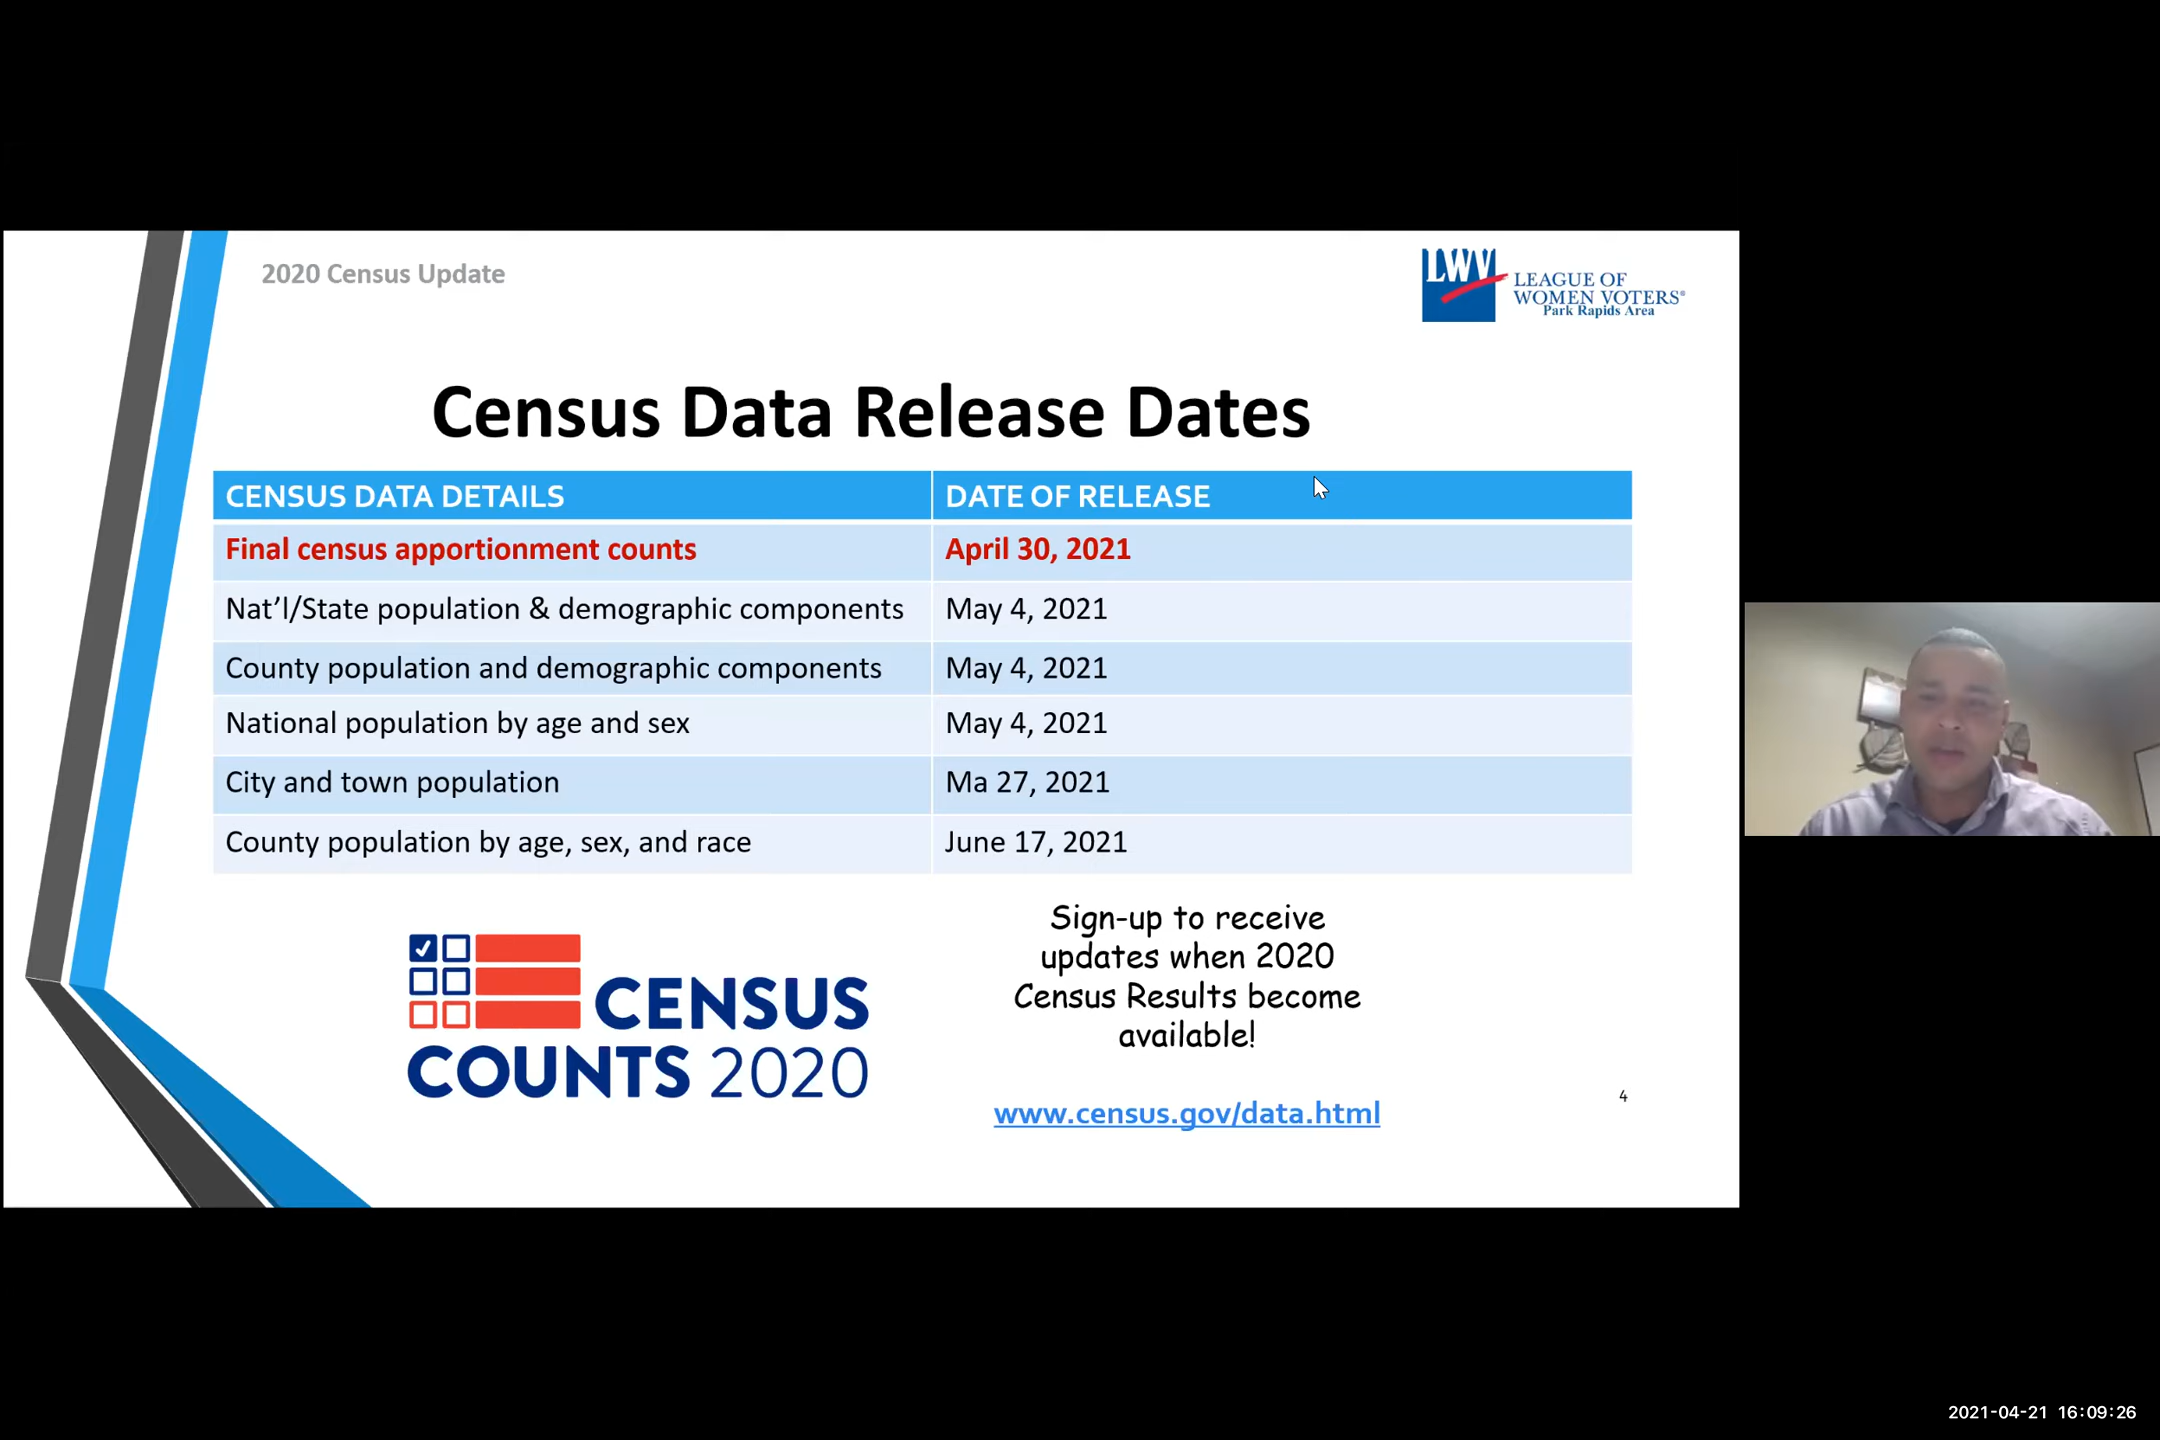 2020 Census Update
LWV
LEAGUE OF
WOMEN VOTERS®
Park Rapids Area
Census Data Release Dates
CENSUS DATA DETAILS DATE OF RELEASE
Final census apportionment counts April 30, 2021
Nat’l/State population & demographic components May 4, 2021
County population and demographic components May 4, 2021
National population by age and sex May 4, 2021
City and town population Ma 27, 2021
County population by age, sex, and race June 17, 2021
CENSUS
COUNTS 2020
Sign-up to receive
updates when 2020
Census Results become
available!
www.census.gov/data.html
4
2021-04-21 16:09:26